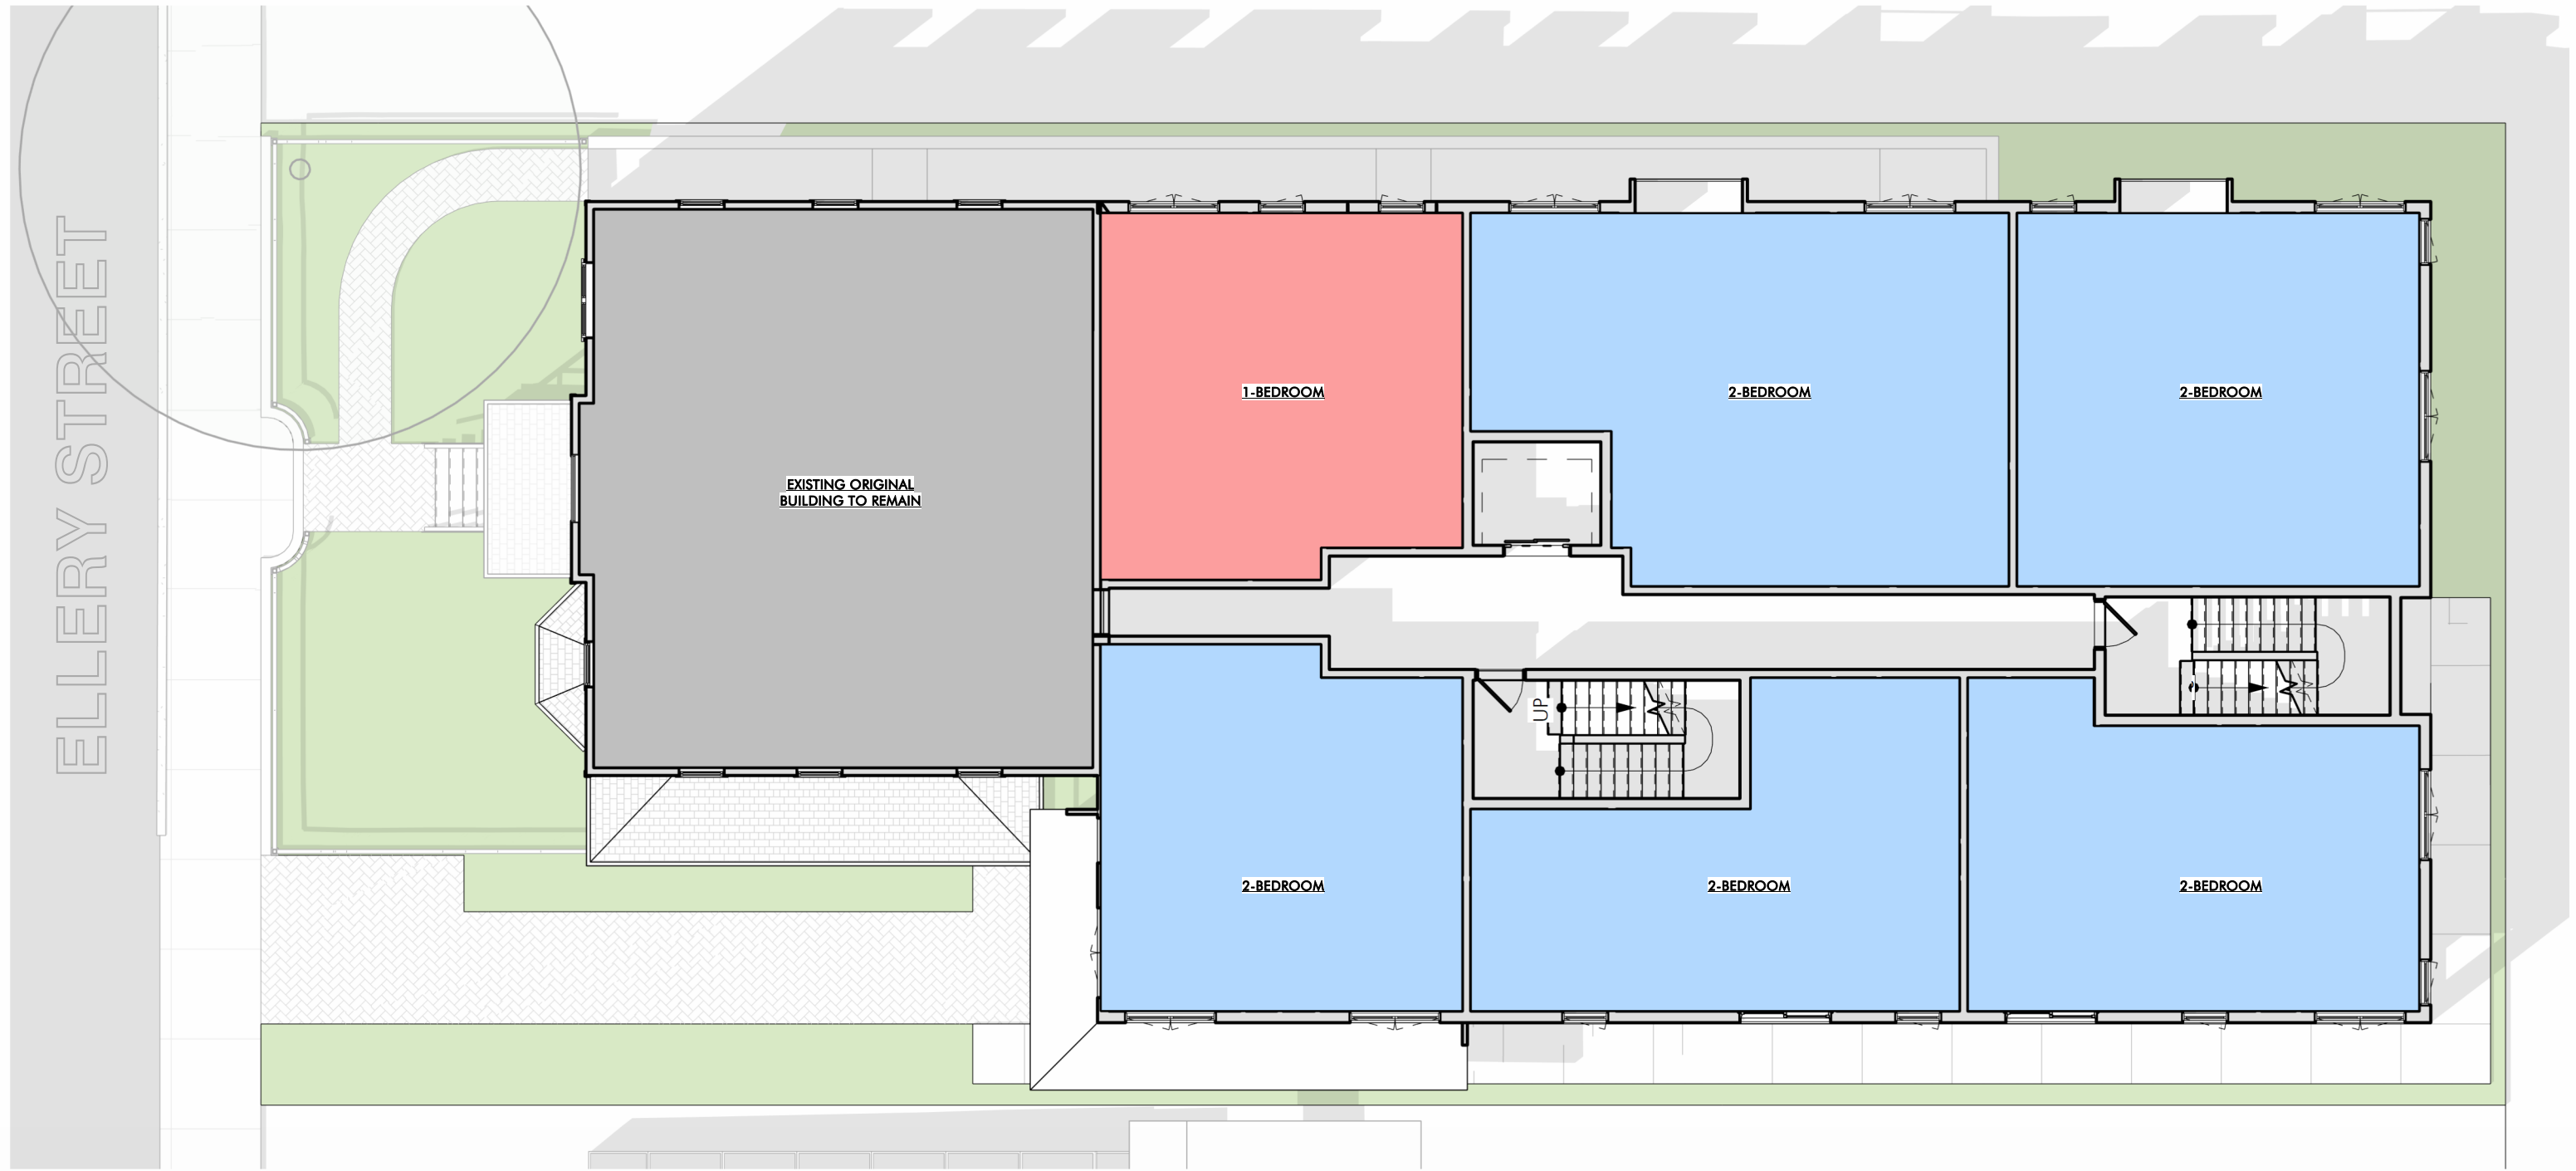 ELLERY STREET
EXISTING ORIGINAL
BUILDING TO REMAIN
1-BEDROOM
2-BEDROOM
2-BEDROOM
UP
2-BEDROOM
2-BEDROOM
2-BEDROOM